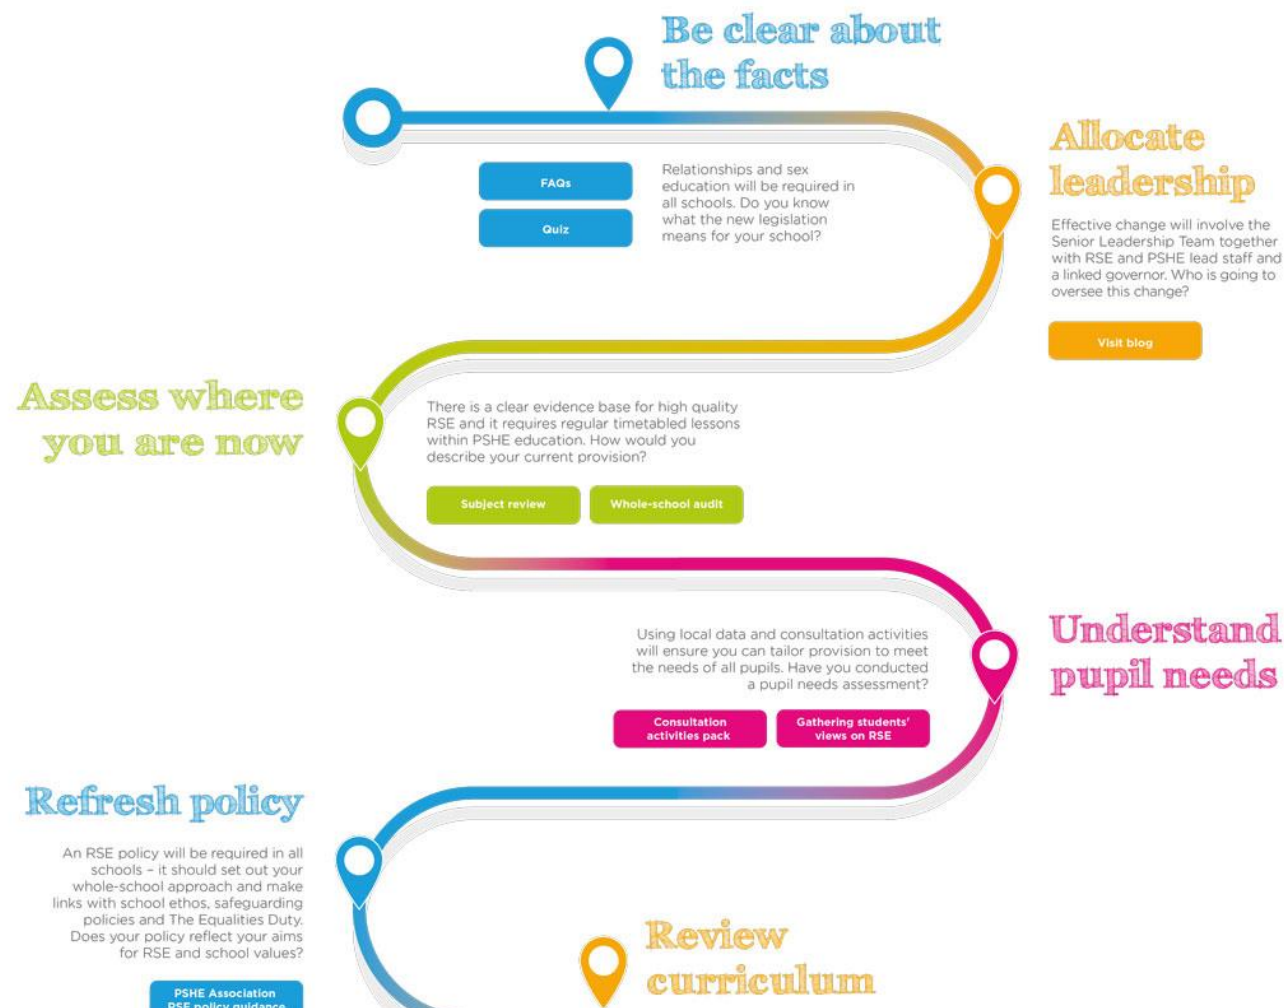 Be clear about
the facts
FAQs
Quiz
Relationships and sex
education will be required in
all schools. Do you know
what the new legislation
means for your school?
Allocate
leadership
Effective change will involve the
Senior Leadership Team together
with RSE and PSHE lead staff and
a linked governor. Who is going to
oversee this change?
Visit blog
Assess where
you are now
There is a clear evidence base for high quality
RSE and it requires regular timetabled lessons
within PSHE education. How would you
describe your current provision?
Subject review
Whole-school audit
Understand
pupil needs
Using local data and consultation activities
will ensure you can tailor provision to meet
the needs of all pupils. Have you conducted
a pupil needs assessment?
Consultation
activities pack
Gathering students'
views on RSE
Refresh policy
An RSE policy will be required in all
schools – it should set out your
whole-school approach and make
links with school ethos, safeguarding
policies and The Equalities Duty.
Does your policy reflect your aims
for RSE and school values?
PSHE Association
RSE policy guidance
Review
curriculum